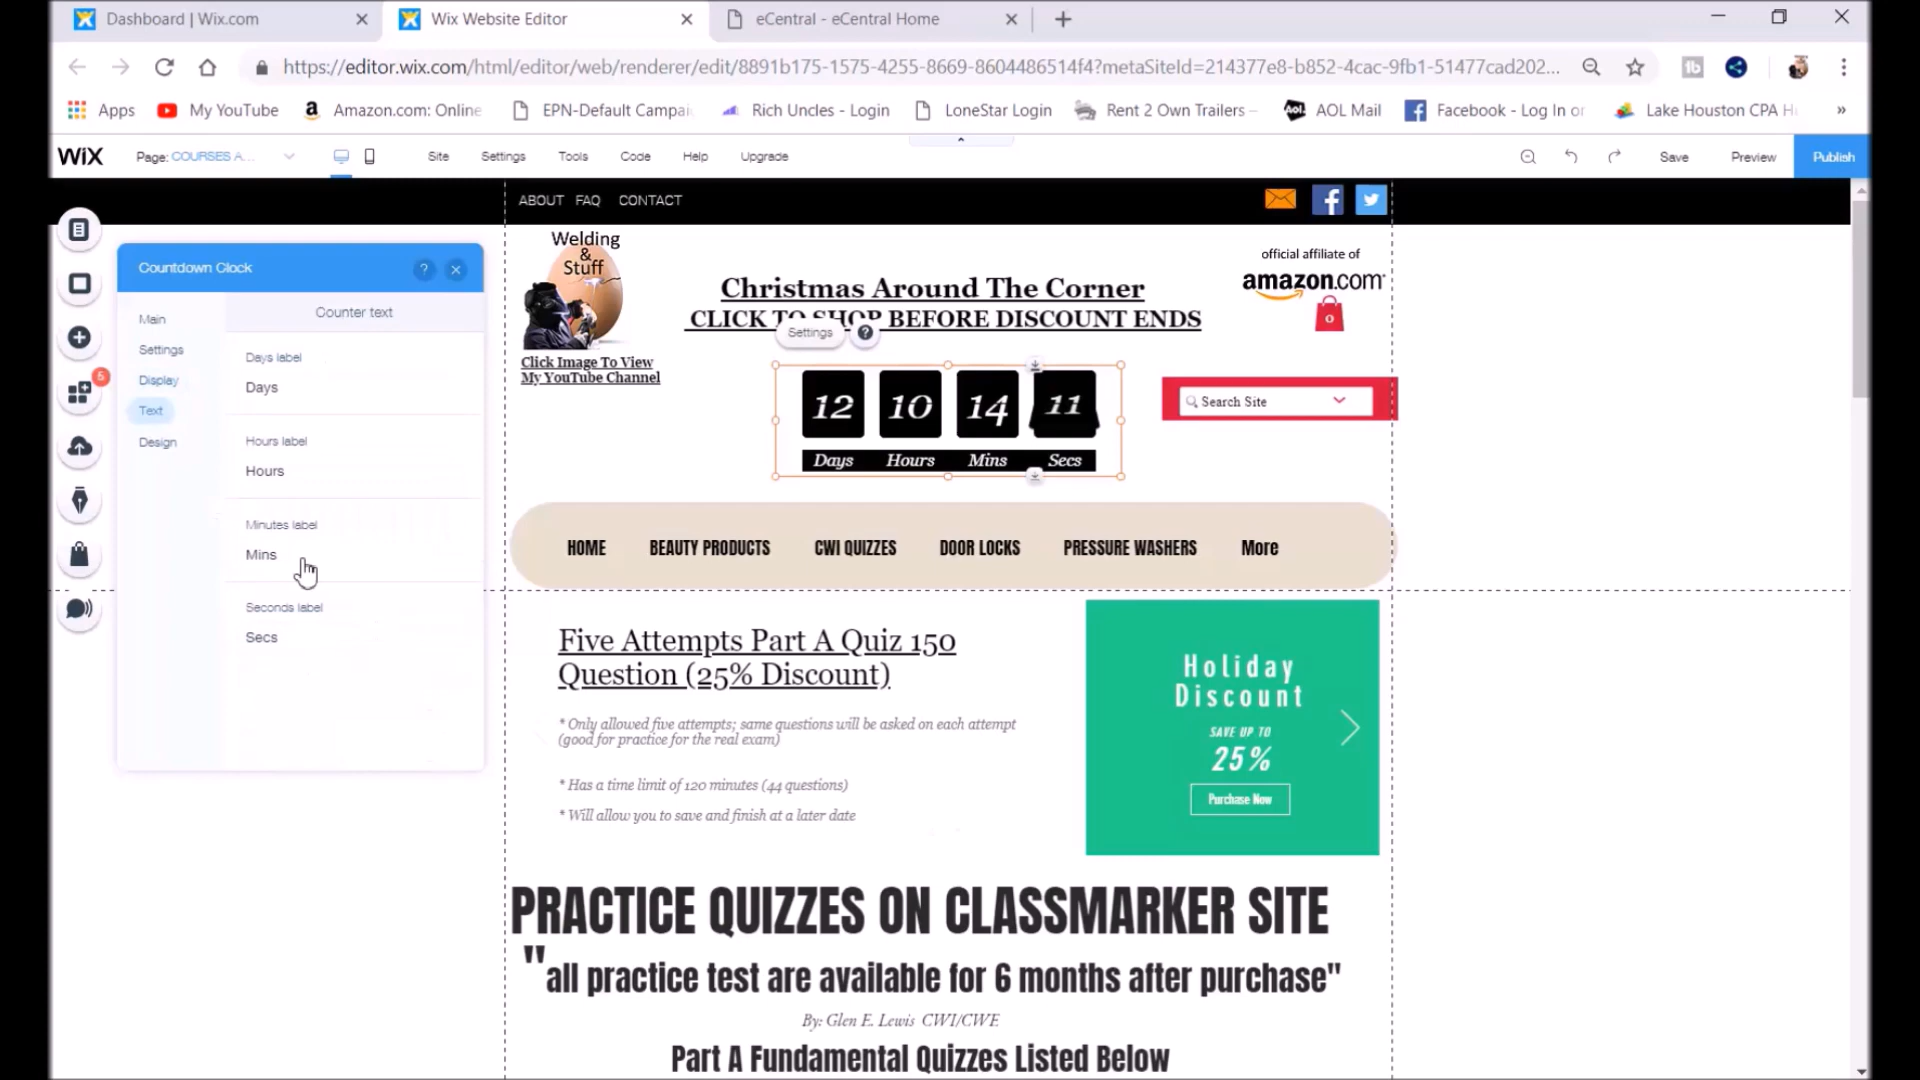 Dashboard | Wix.com
Wix Website Editor
eCentral - eCentral Home
https://editor.wix.com/html/editor/web/renderer/edit/8891b175-1575-4255-8669-8604486514f4?metaSiteId=214377e8-b852-4cac-9fb1-51477cad202...
Apps My YouTube Amazon.com: Online EPN-Default Campai Rich Uncles - Login LoneStar Login Rent 2 Own Trailers - AOL Mail Facebook - Log In or Lake Houston CPA H »
WiX Page: COURSES A... Site Settings Tools Code Help Upgrade Save Preview Publish
ABOUT FAQ CONTACT
Countdown Clock ?
Main
Settings
Display
Text
Design
Counter text
Days label
Days
Hours label
Hours
Minutes label
Mins
Seconds label
Secs
5
Welding
&
Stuff
Click Image To View
My YouTube Channel
Christmas Around The Corner
CLICK TO SHOP BEFORE DISCOUNT ENDS
Settings ?
12 10 14 11
Days Hours Mins Secs
official affiliate of
amazon.com
0
Search Site
HOME BEAUTY PRODUCTS CWI QUIZZES DOOR LOCKS PRESSURE WASHERS More
Five Attempts Part A Quiz 150
Question (25% Discount)
* Only allowed five attempts; same questions will be asked on each attempt
(good for practice for the real exam)
* Has a time limit of 120 minutes (44 questions)
* Will allow you to save and finish at a later date
Holiday
Discount
SAVE UP TO
25%
Purchase Now
PRACTICE QUIZZES ON CLASSMARKER SITE
"all practice test are available for 6 months after purchase"
By: Glen E. Lewis CWI/CWE
Part A Fundamental Quizzes Listed Below